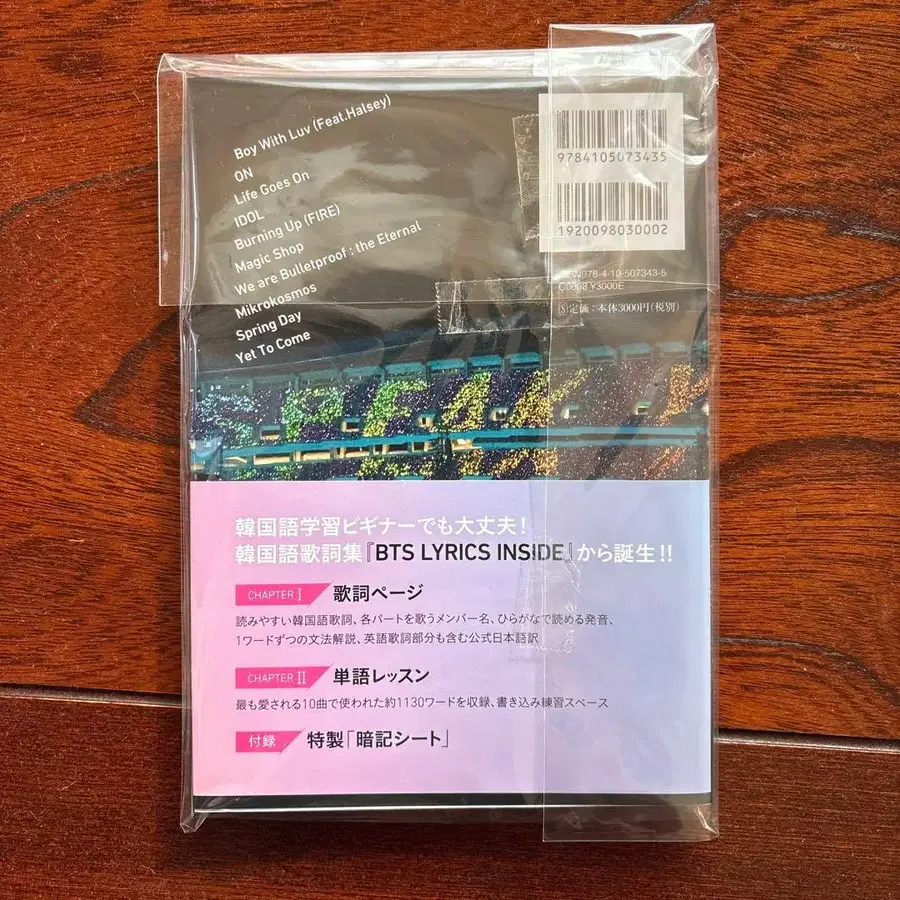 Boy With Luv (Feat.Halsey)
ON
Life Goes On
IDOL
Burning Up (FIRE)
Magic Shop
We are Bulletproof : the Eternal
Mikrokosmos
Spring Day
Yet To Come
9784105073435
1920098030002
978-4-10-507343-5
C0098 ¥3000E
Ⓢ定価:本体3000円(税別)
SPEAK Y
韓国語学習ビギナーでも大丈夫!
韓国語歌詞集『BTS LYRICS INSIDE』から誕生!!
CHAPTER Ⅰ 歌詞ページ
読みやすい韓国語歌詞、各パートを歌うメンバー名、ひらがなで読める発音、
1ワードずつの文法解説、英語歌詞部分も含む公式日本語訳
CHAPTER Ⅱ 単語レッスン
最も愛される10曲で使われた約1130ワードを収録、書き込み練習スペース
付録 特製「暗記シート」